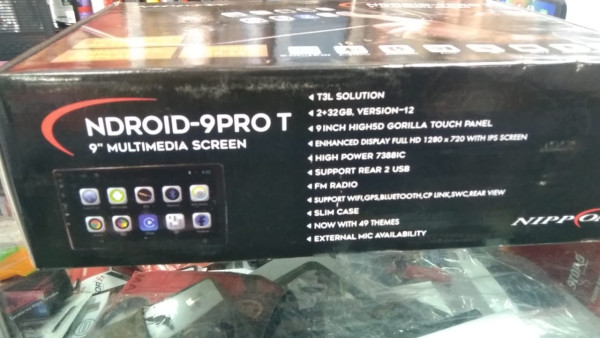 NDROID-9PRO T
9" MULTIMEDIA SCREEN
T3L SOLUTION
2+32GB, VERSION-12
9 INCH HIGH5D GORILLA TOUCH PANEL
ENHANCED DISPLAY FULL HD 1280 x 720 WITH IPS SCREEN
HIGH POWER 7388IC
SUPPORT REAR 2 USB
FM RADIO
SUPPORT WIFI,GPS,BLUETOOTH,CP LINK,SWC,REAR VIEW
SLIM CASE
NOW WITH 49 THEMES
EXTERNAL MIC AVAILABILITY
NIPPO